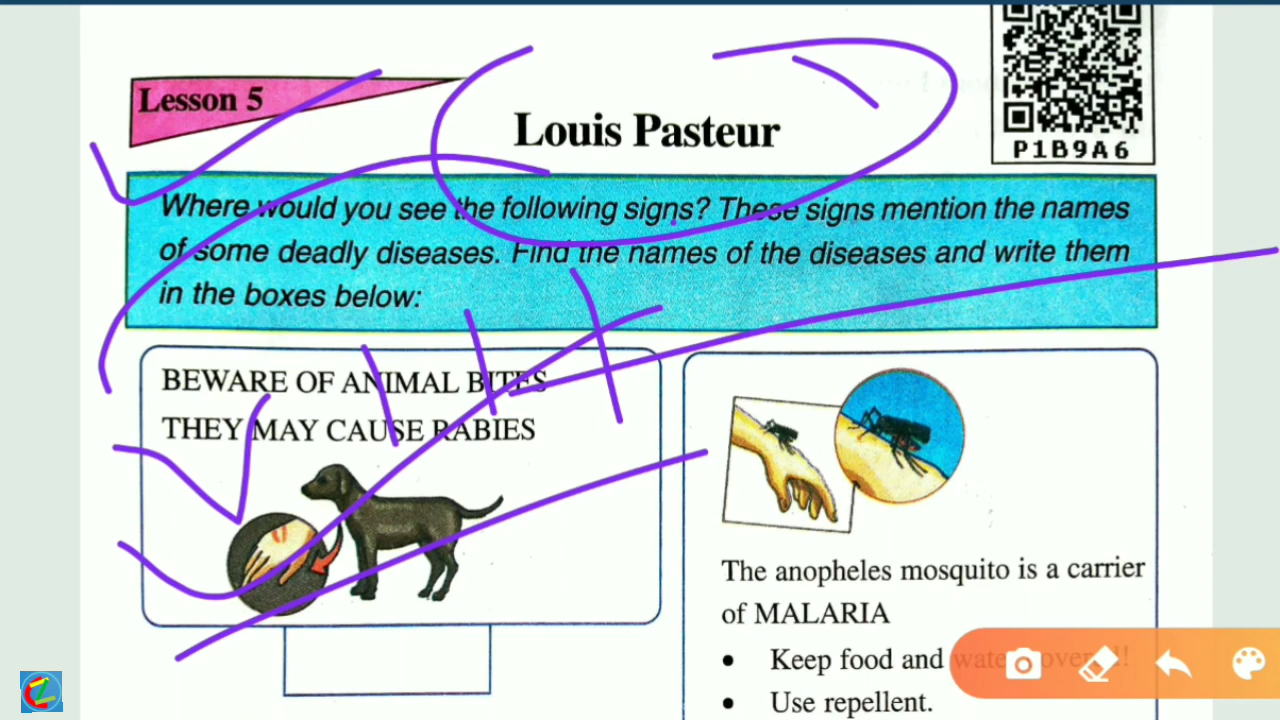 Lesson 5
Louis Pasteur
P1B9A6
Where would you see the following signs? These signs mention the names
of some deadly diseases. Find the names of the diseases and write them
in the boxes below:
BEWARE OF ANIMAL BITES
THEY MAY CAUSE RABIES
The anopheles mosquito is a carrier
of MALARIA
• Keep food and water covered!
• Use repellent.